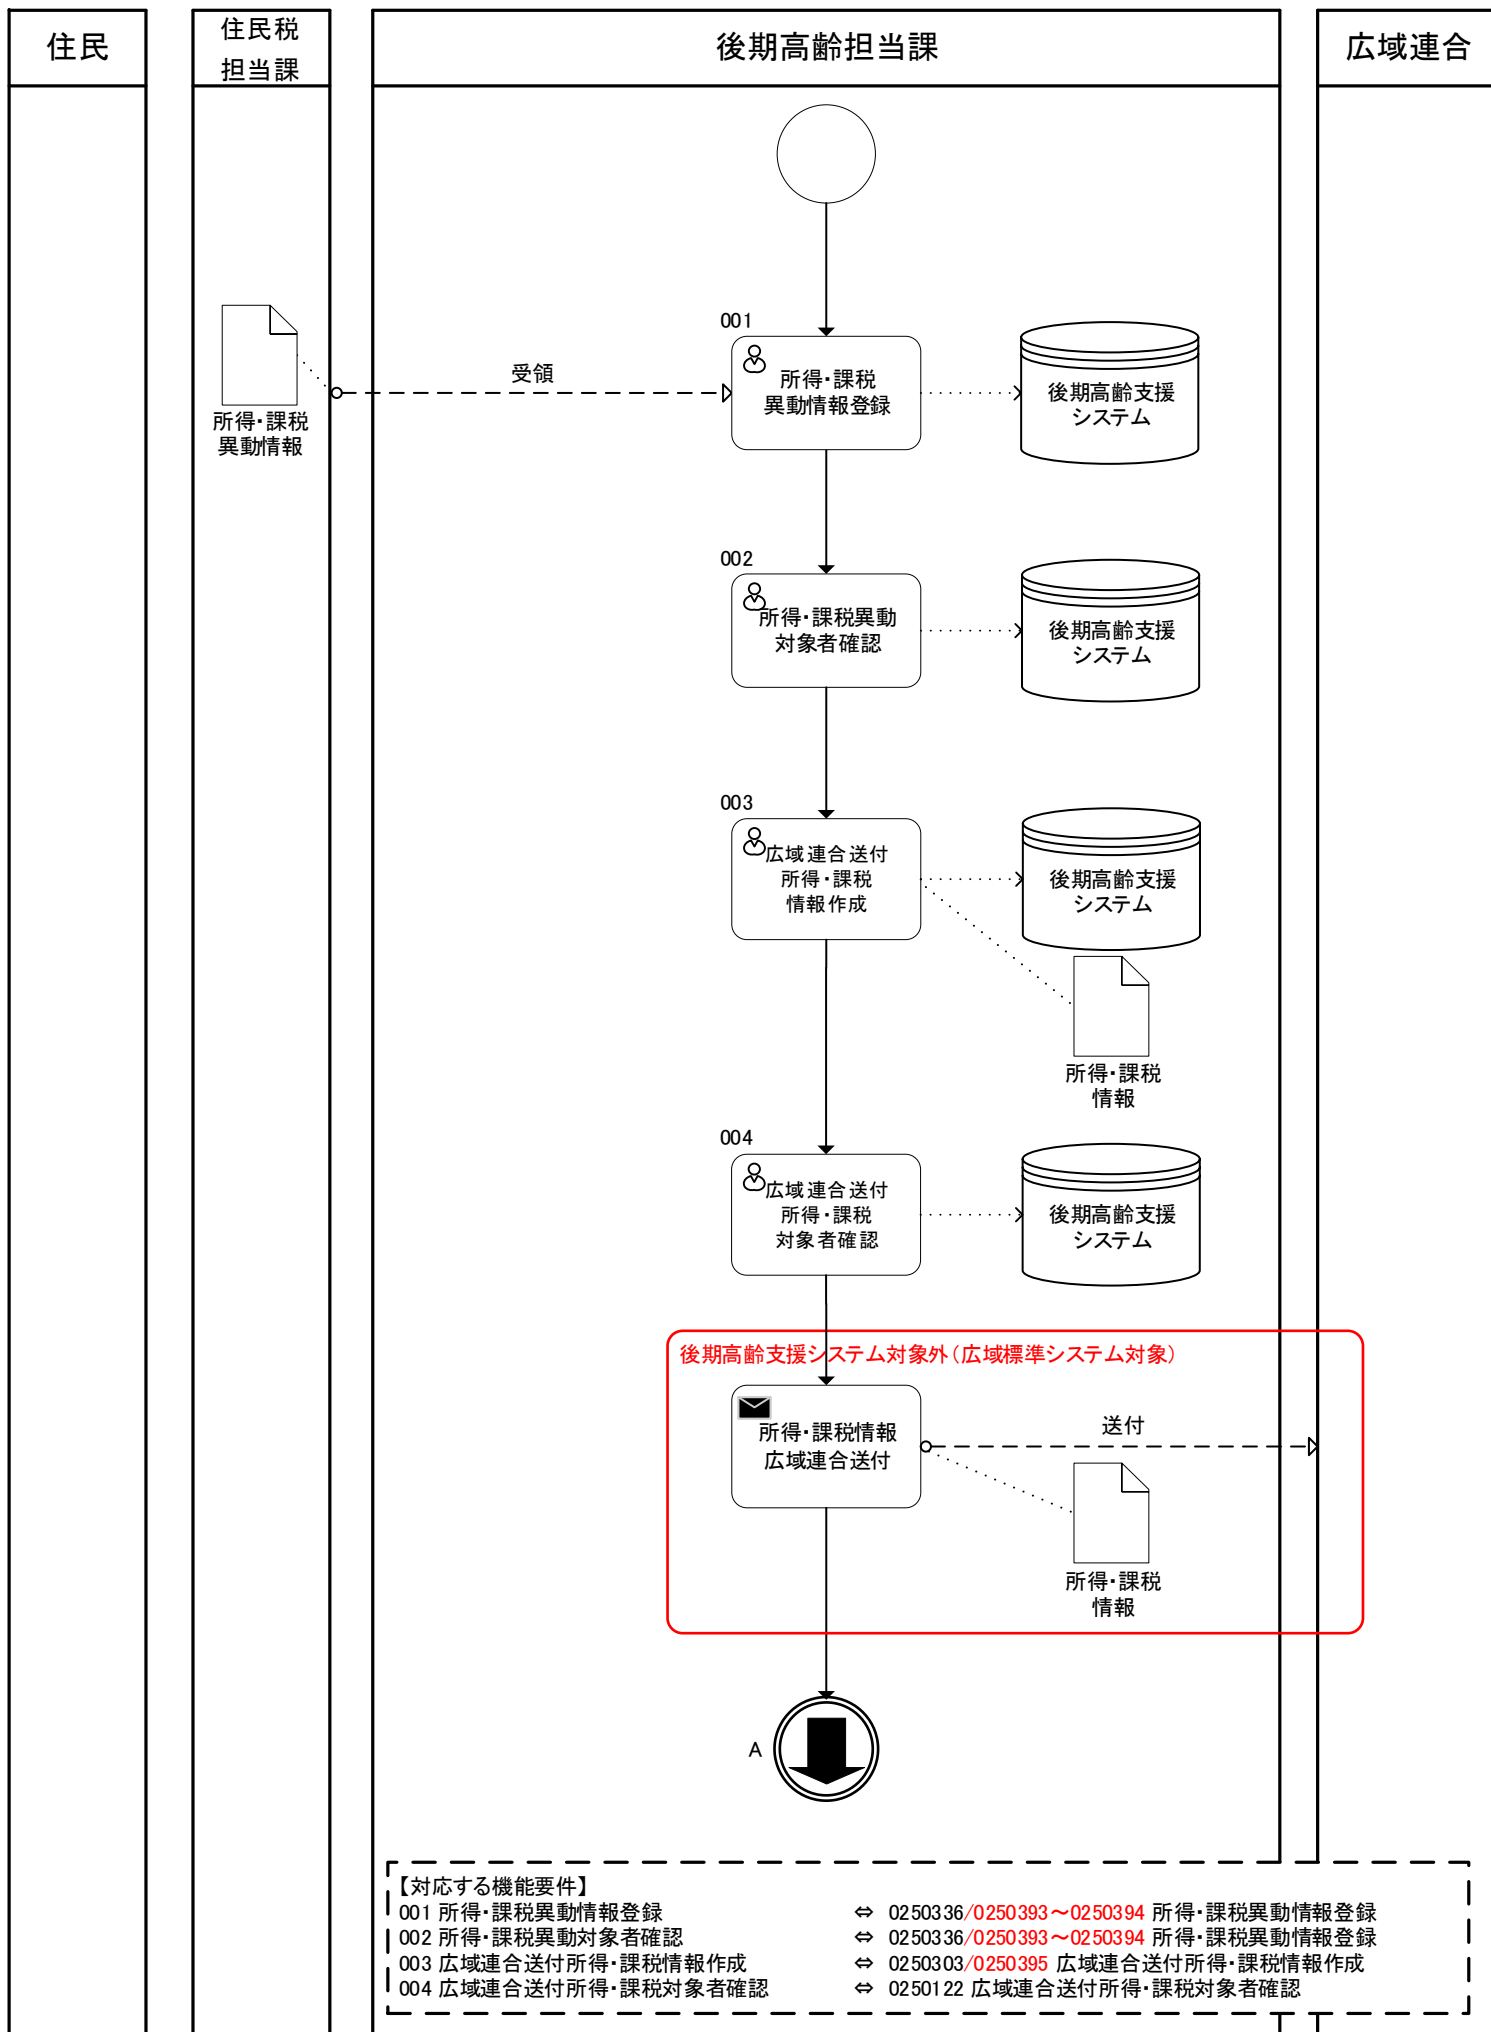 住民
住民税
担当課
後期高齢担当課
広域連合
001
受領
所得・課税
異動情報登録
後期高齢支援
システム
所得・課税
異動情報
002
所得・課税異動
対象者確認
後期高齢支援
システム
003
広域連合送付
所得・課税
情報作成
後期高齢支援
システム
所得・課税
情報
004
広域連合送付
所得・課税
対象者確認
後期高齢支援
システム
後期高齢支援システム対象外（広域標準システム対象）
所得・課税情報
広域連合送付
送付
所得・課税
情報
A
【対応する機能要件】
001 所得・課税異動情報登録 ⇔ 0250336/0250393～0250394 所得・課税異動情報登録
002 所得・課税異動対象者確認 ⇔ 0250336/0250393～0250394 所得・課税異動情報登録
003 広域連合送付所得・課税情報作成 ⇔ 0250303/0250395 広域連合送付所得・課税情報作成
004 広域連合送付所得・課税対象者確認 ⇔ 0250122 広域連合送付所得・課税対象者確認